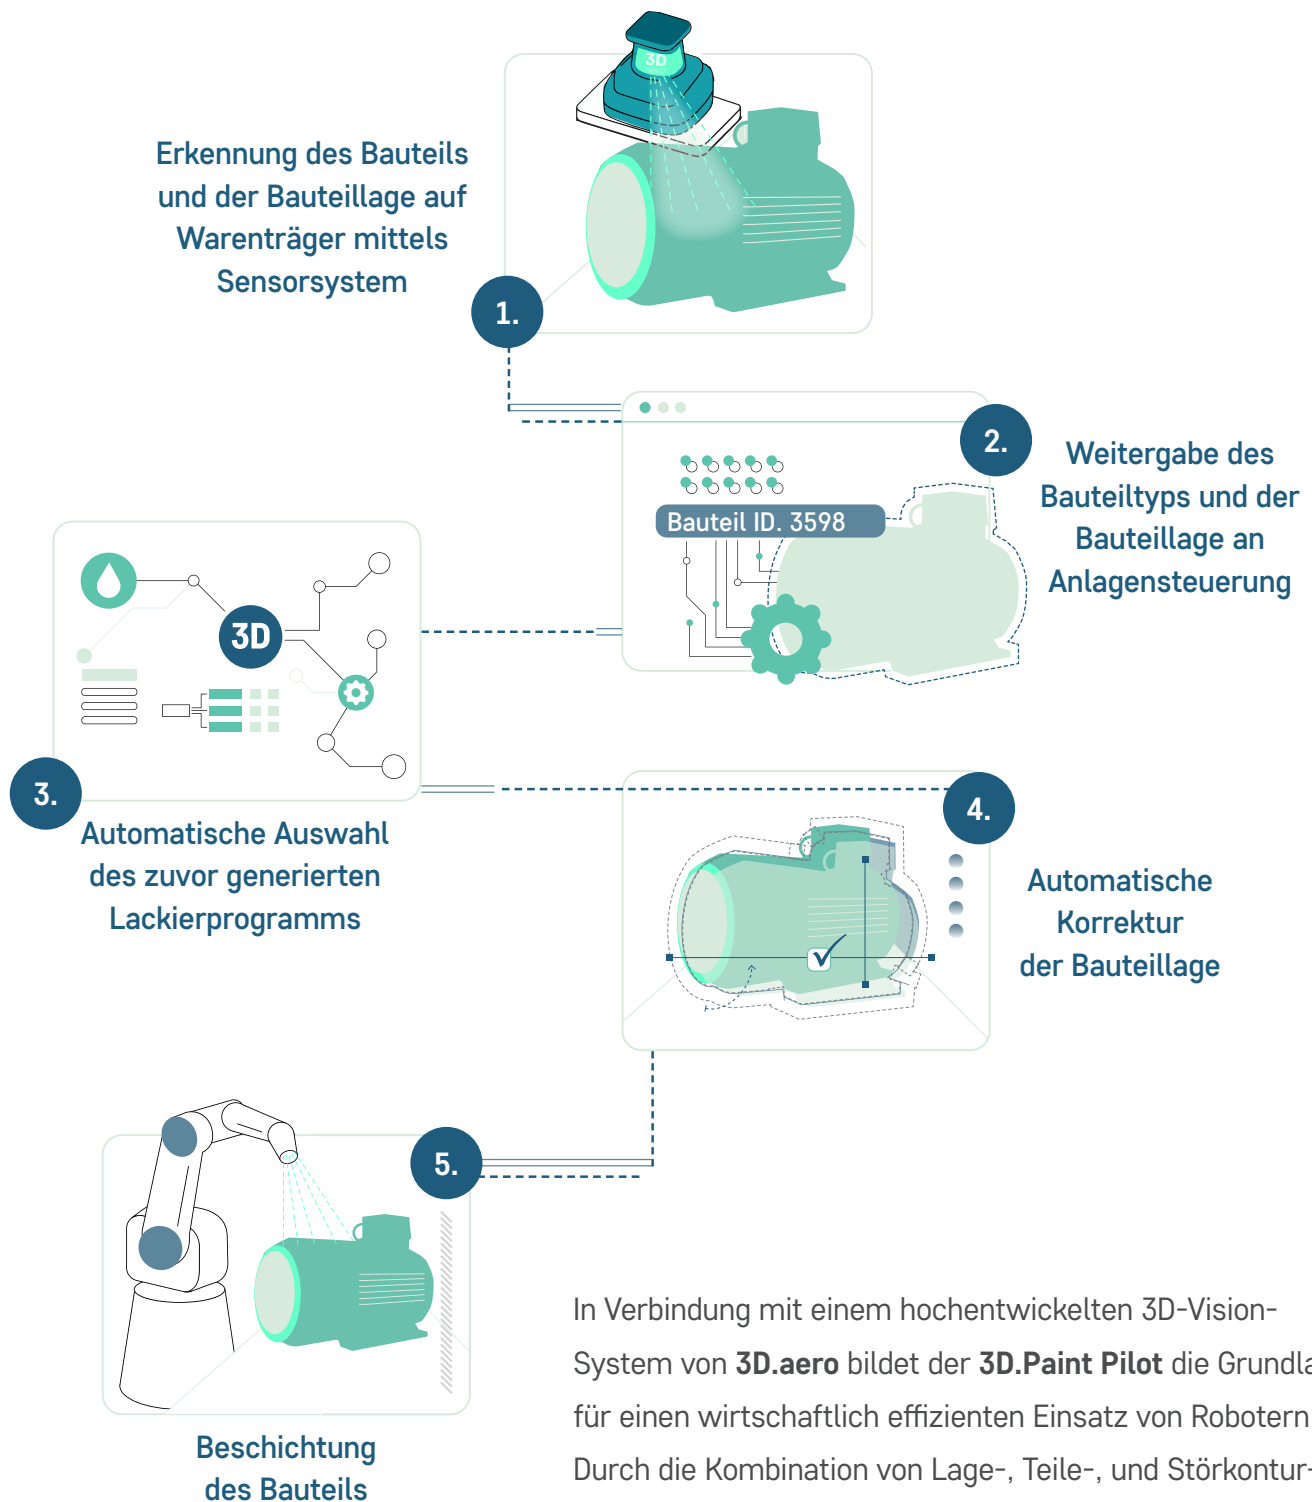 3D
Erkennung des Bauteils
und der Bauteillage auf
Warenträger mittels
Sensorsystem
1.
2.
Weitergabe des
Bauteiltyps und der
Bauteillage an
Anlagensteuerung
Bauteil ID. 3598
3D
3.
Automatische Auswahl
des zuvor generierten
Lackierprogramms
4.
Automatische
Korrektur
der Bauteillage
5.
Beschichtung
des Bauteils
In Verbindung mit einem hochentwickelten 3D-Vision-
System von 3D.aero bildet der 3D.Paint Pilot die
für einen wirtschaftlich effizienten Einsatz von Robotern
Durch die Kombination von Lage-, Teile-, und Störkontur-